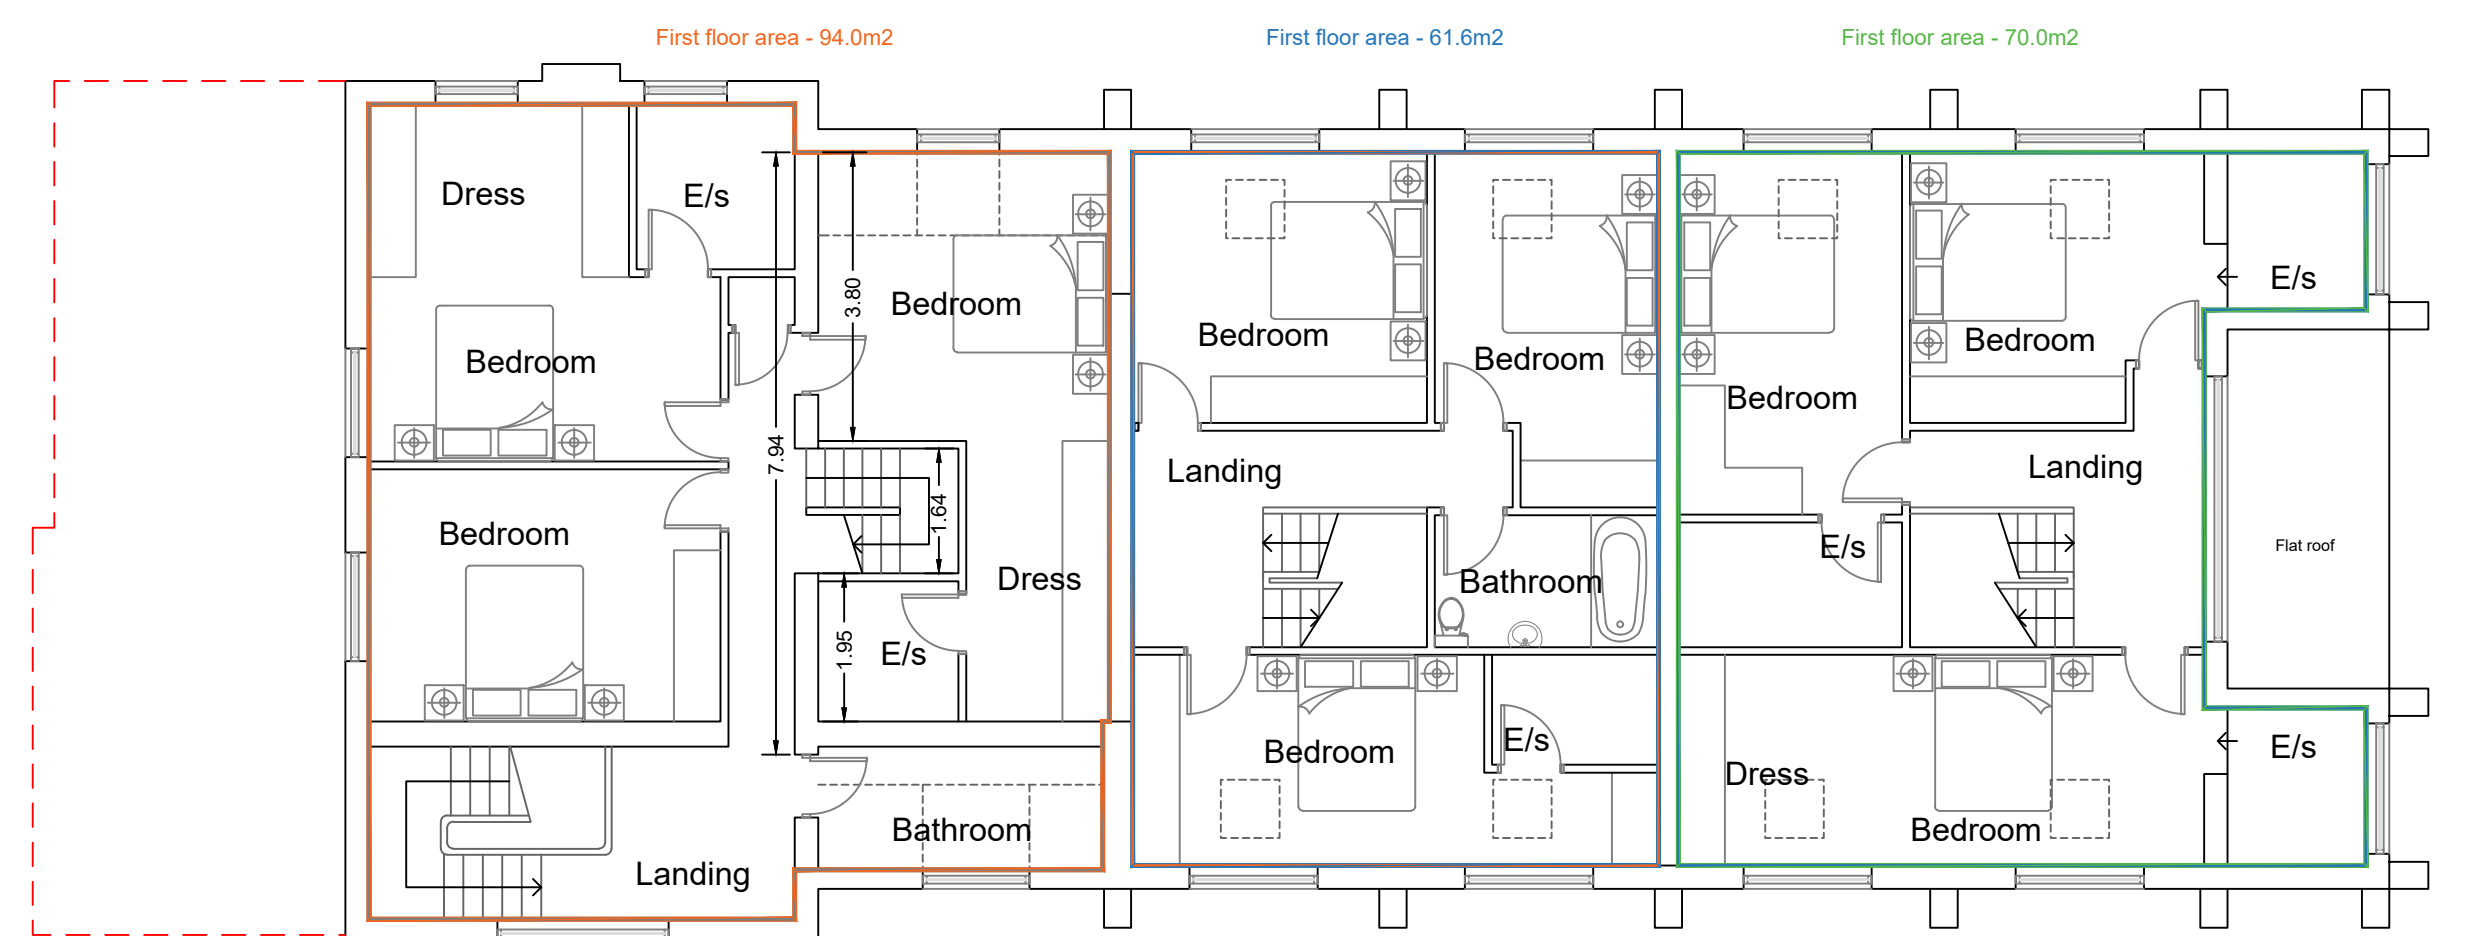 First floor area - 94.0m2
First floor area - 61.6m2
First floor area - 70.0m2
Dress
E/s
Bedroom
Bedroom
7.94
3.80
Bedroom
1.64
Dress
1.95
E/s
Landing
Bathroom
Bedroom
Bedroom
Landing
Bathroom
Bedroom
E/s
Bedroom
Bedroom
E/s
Landing
E/s
Flat roof
Dress
Bedroom
E/s